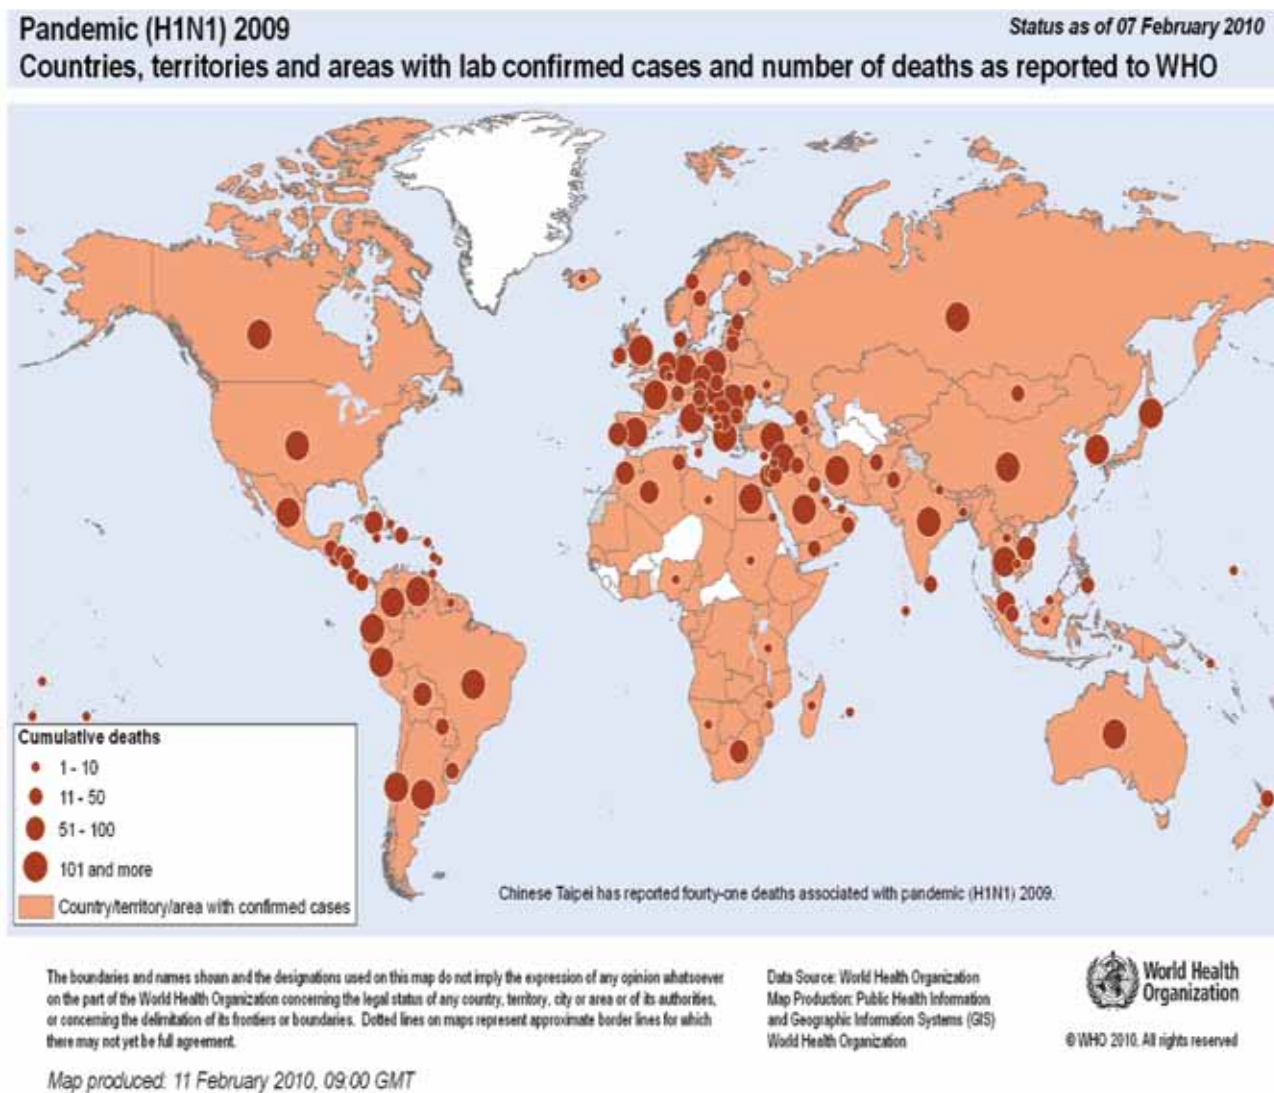 Pandemic (H1N1) 2009
Status as of 07 February 2010
Countries, territories and areas with lab confirmed cases and number of deaths as reported to WHO
Cumulative deaths
1 - 10
11 - 50
51 - 100
101 and more
Country/territory/area with confirmed cases
Chinese Taipei has reported fourty-one deaths associated with pandemic (H1N1) 2009.
The boundaries and names shown and the designations used on this map do not imply the expression of any opinion whatsoever
on the part of the World Health Organization concerning the legal status of any country, territory, city or area or of its authorities,
or concerning the delimitation of its frontiers or boundaries. Dotted lines on maps represent approximate border lines for which
there may not yet be full agreement.
Data Source: World Health Organization
Map Production: Public Health Information
and Geographic Information Systems (GIS)
World Health Organization
World Health
Organization
© WHO 2010. All rights reserved
Map produced: 11 February 2010, 09:00 GMT